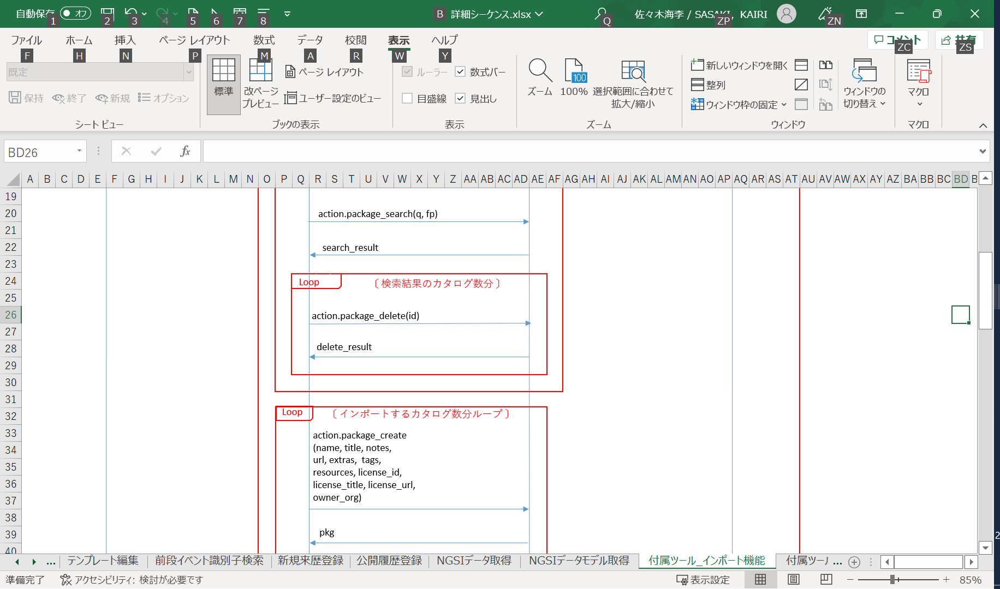 自動保存 オフ 詳細シーケンス.xlsx 佐々木海李 / SASAKI, KAIRI
1 2 3 4 5 6 7 8 B Q ZP ZN
ファイル ホーム 挿入 ページ レイアウト 数式 データ 校閲 表示 ヘルプ コメント 共有
F H N P M A R W Y ZC ZS
既定
保持 終了 新規 オプション
シート ビュー
標準
改ページ
プレビュー
ページ レイアウト
ユーザー設定のビュー
ブックの表示
ルーラー 数式バー
目盛線 見出し
表示
ズーム
100
100%
選択範囲に合わせて
拡大/縮小
ズーム
新しいウィンドウを開く
整列
ウィンドウ枠の固定
ウィンドウの
切り替え
ウィンドウ
マクロ
マクロ
BD26 fx
A B C D E F G H I J K L M N O P Q R S T U V W X Y Z AA AB AC AD AE AF AG AH AI AJ AK AL AM AN AO AP AQ AR AS AT AU AV AW AX AY AZ BA BB BC BD B
19
20
21
22
23
24
25
26
27
28
29
30
31
32
33
34
35
36
37
38
39
40
action.package_search(q, fp)
search_result
Loop 〔検索結果のカタログ数分〕
action.package_delete(id)
delete_result
Loop 〔インポートするカタログ数分ループ〕
action.package_create
(name, title, notes,
url, extras, tags,
resources, license_id,
license_title, license_url,
owner_org)
pkg
2
... テンプレート編集 前段イベント識別子検索 新規来歴登録 公開履歴登録 NGSIデータ取得 NGSIデータモデル取得 付属ツール_インポート機能 付属ツール ...
準備完了 アクセシビリティ: 検討が必要です 表示設定 85%